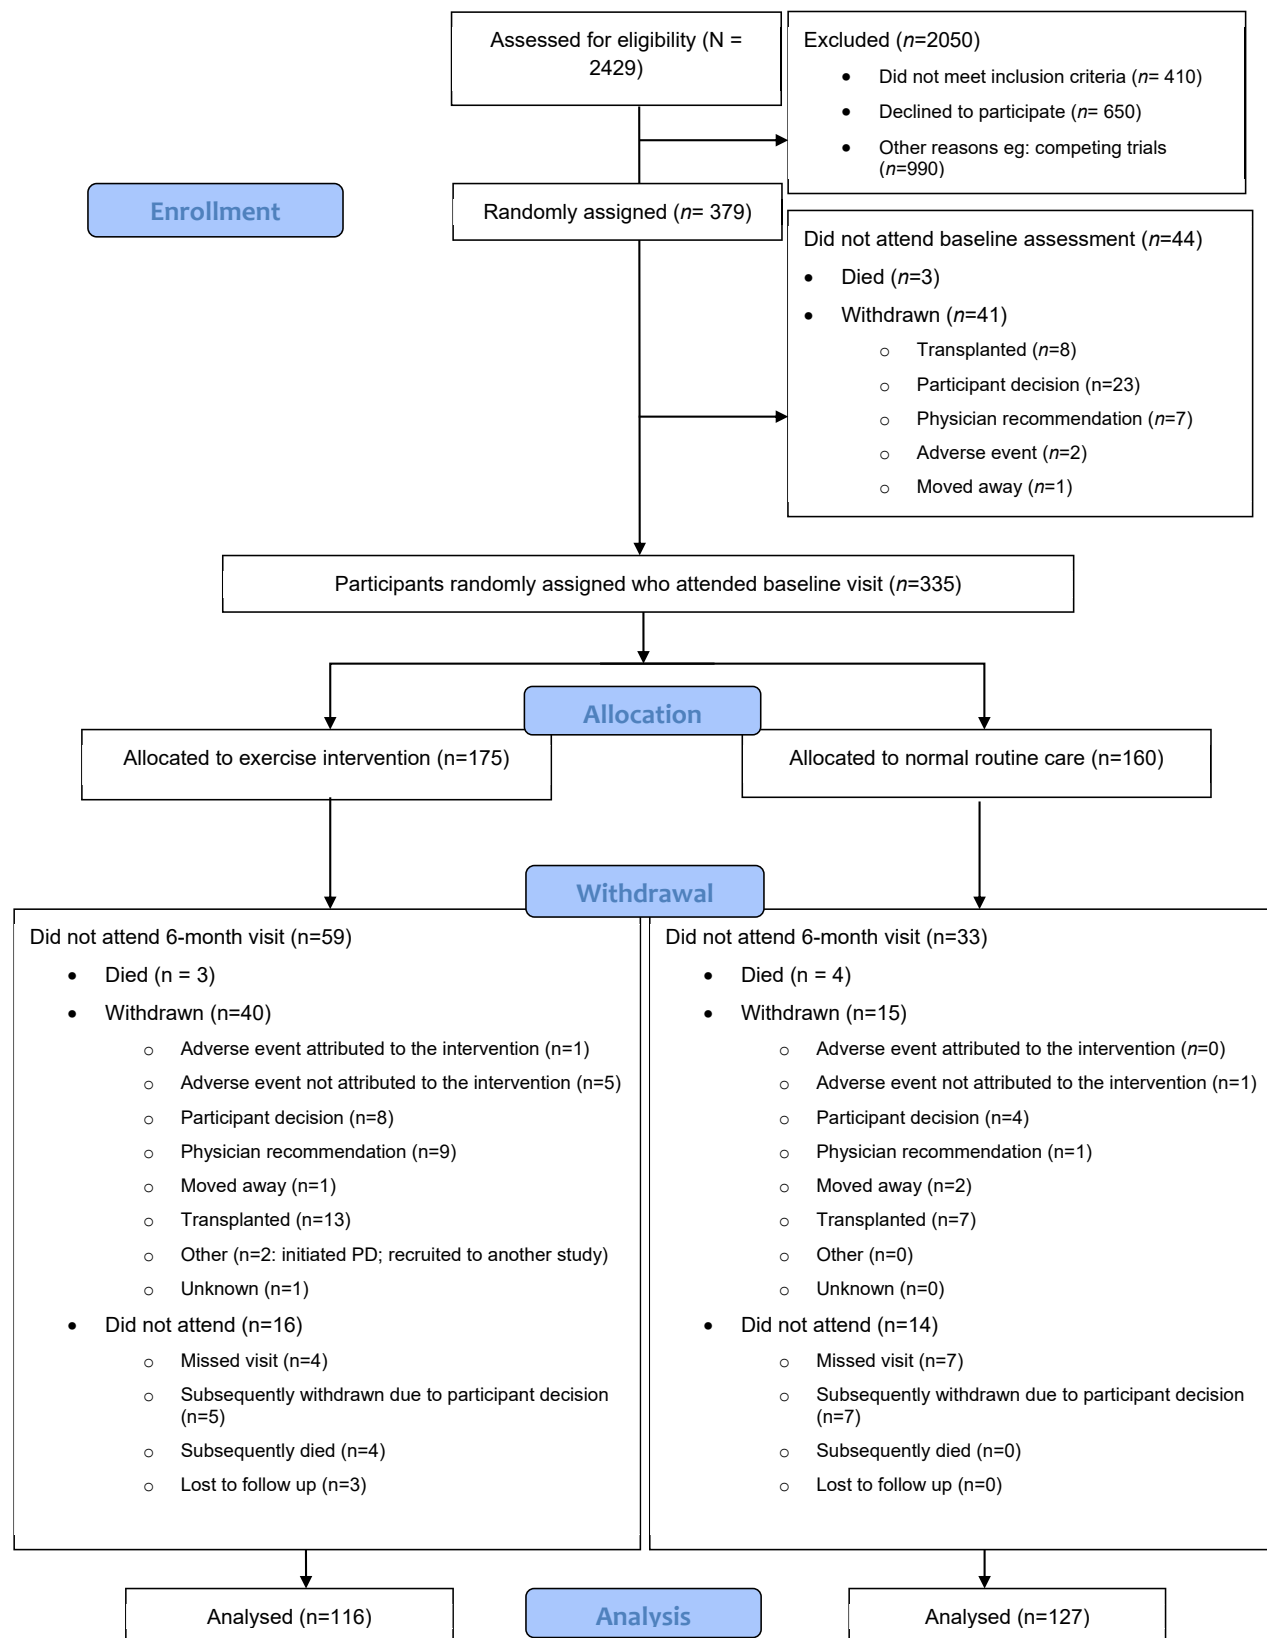 Assessed for eligibility (N =
2429)
Excluded (n=2050)
• Did not meet inclusion criteria (n= 410)
• Declined to participate (n= 650)
• Other reasons eg: competing trials
(n=990)
Enrollment
Randomly assigned (n= 379)
Did not attend baseline assessment (n=44)
• Died (n=3)
• Withdrawn (n=41)
o Transplanted (n=8)
o Participant decision (n=23)
o Physician recommendation (n=7)
o Adverse event (n=2)
o Moved away (n=1)
Participants randomly assigned who attended baseline visit (n=335)
Allocation
Allocated to exercise intervention (n=175)
Allocated to normal routine care (n=160)
Withdrawal
Did not attend 6-month visit (n=59)
• Died (n = 3)
• Withdrawn (n=40)
o Adverse event attributed to the intervention (n=1)
o Adverse event not attributed to the intervention (n=5)
o Participant decision (n=8)
o Physician recommendation (n=9)
o Moved away (n=1)
o Transplanted (n=13)
o Other (n=2: initiated PD; recruited to another study)
o Unknown (n=1)
• Did not attend (n=16)
o Missed visit (n=4)
o Subsequently withdrawn due to participant decision
(n=5)
o Subsequently died (n=4)
o Lost to follow up (n=3)
Did not attend 6-month visit (n=33)
• Died (n = 4)
• Withdrawn (n=15)
o Adverse event attributed to the intervention (n=0)
o Adverse event not attributed to the intervention (n=1)
o Participant decision (n=4)
o Physician recommendation (n=1)
o Moved away (n=2)
o Transplanted (n=7)
o Other (n=0)
o Unknown (n=0)
• Did not attend (n=14)
o Missed visit (n=7)
o Subsequently withdrawn due to participant decision
(n=7)
o Subsequently died (n=0)
o Lost to follow up (n=0)
Analysed (n=116)
Analysis
Analysed (n=127)